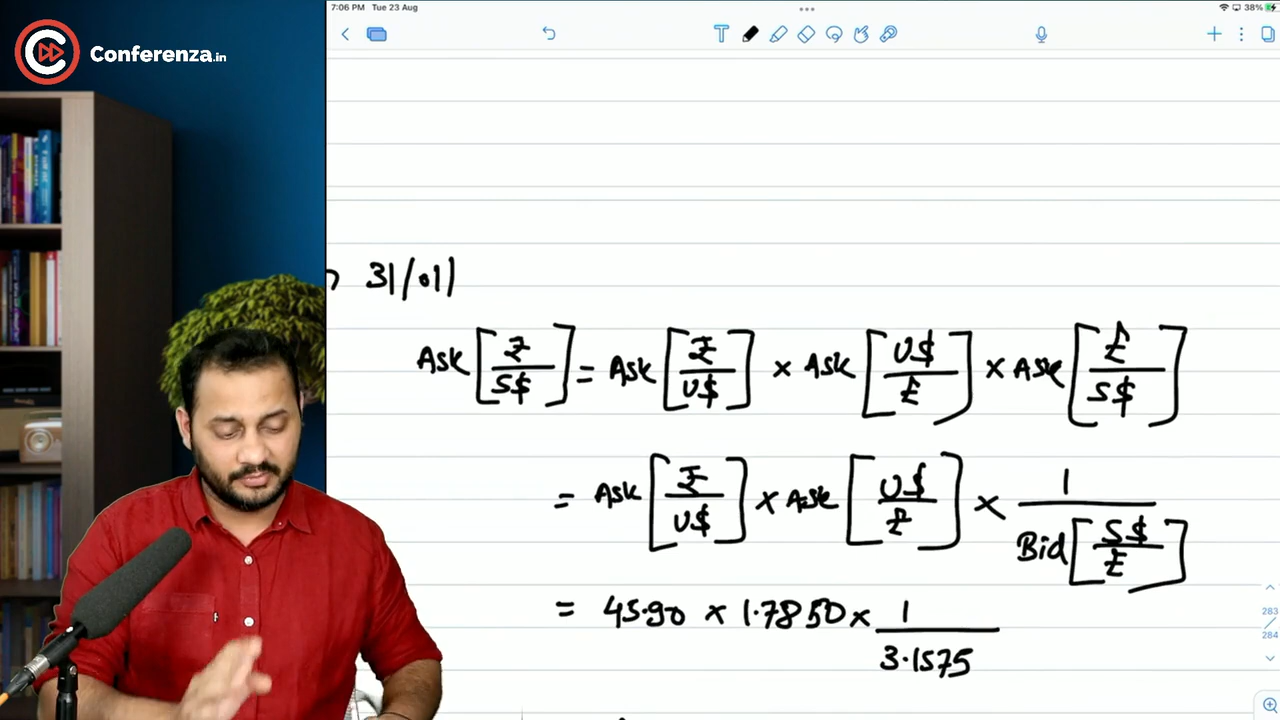 7:06 PM Tue 23 Aug
38%
Conferenza.in
31/01)
Ask [₹/S$] = Ask [₹/U$] × Ask [U$/£] × Ask [£/S$]
= Ask [₹/U$] × Ask [U$/£] × 1/Bid [S$/£]
= 45.90 × 1.7850 × 1/3.1575
283
284